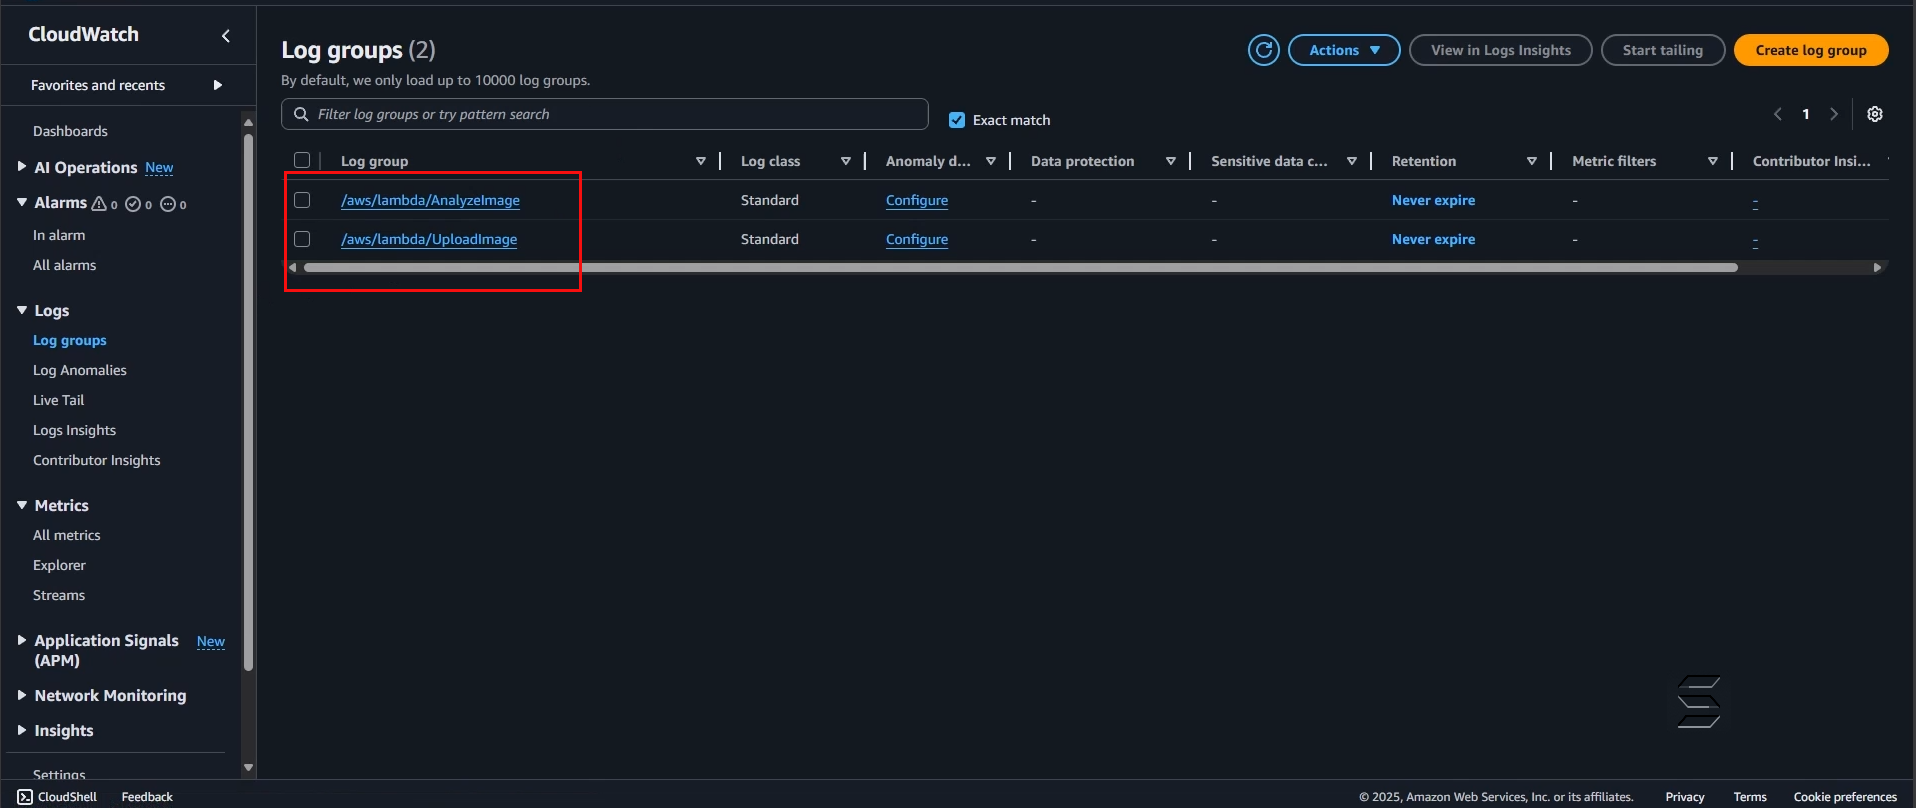 CloudWatch
Favorites and recents
Dashboards
AI Operations New
Alarms 0 0 0
In alarm
All alarms
Logs
Log groups
Log Anomalies
Live Tail
Logs Insights
Contributor Insights
Metrics
All metrics
Explorer
Streams
Application Signals New
(APM)
Network Monitoring
Insights
Settings
Log groups (2)
By default, we only load up to 10000 log groups.
Actions
View in Logs Insights
Start tailing
Create log group
Filter log groups or try pattern search
Exact match
1
Log group Log class Anomaly d... Data protection Sensitive data c... Retention Metric filters Contributor Insi...
/aws/lambda/AnalyzeImage Standard Configure - - Never expire - -
/aws/lambda/UploadImage Standard Configure - - Never expire - -
CloudShell Feedback © 2025, Amazon Web Services, Inc. or its affiliates. Privacy Terms Cookie preferences